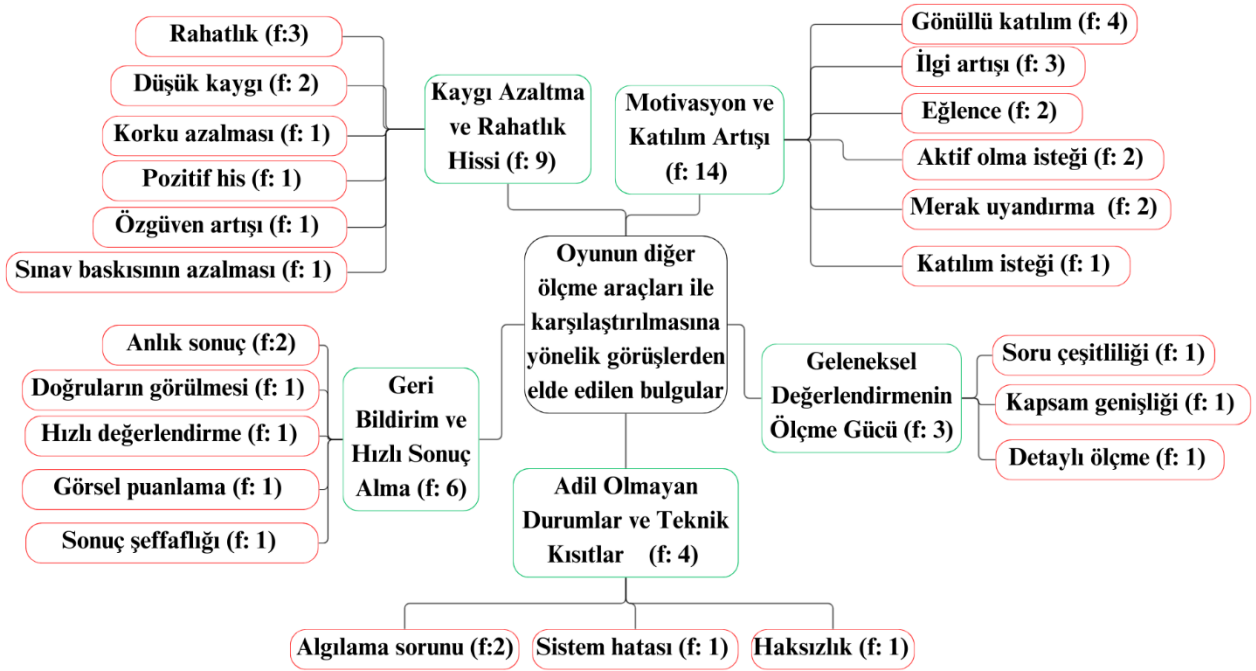 Rahatlık (f:3)
Düşük kaygı (f: 2)
Korku azalması (f: 1)
Pozitif his (f: 1)
Özgüven artışı (f: 1)
Sınav baskısının azalması (f: 1)
Kaygı Azaltma
ve Rahatlık
Hissi (f: 9)
Motivasyon ve
Katılım Artışı
(f: 14)
Gönüllü katılım (f: 4)
İlgi artışı (f: 3)
Eğlence (f: 2)
Aktif olma isteği (f: 2)
Merak uyandırma (f: 2)
Katılım isteği (f: 1)
Oyunun diğer
ölçme araçları ile
karşılaştırılmasına
yönelik görüşlerden
elde edilen bulgular
Anlık sonuç (f:2)
Doğruların görülmesi (f: 1)
Hızlı değerlendirme (f: 1)
Görsel puanlama (f: 1)
Sonuç şeffaflığı (f: 1)
Geri
Bildirim ve
Hızlı Sonuç
Alma (f: 6)
Geleneksel
Değerlendirmenin
Ölçme Gücü (f: 3)
Soru çeşitliliği (f: 1)
Kapsam genişliği (f: 1)
Detaylı ölçme (f: 1)
Adil Olmayan
Durumlar ve Teknik
Kısıtlar (f: 4)
Algılama sorunu (f:2)
Sistem hatası (f: 1)
Haksızlık (f: 1)